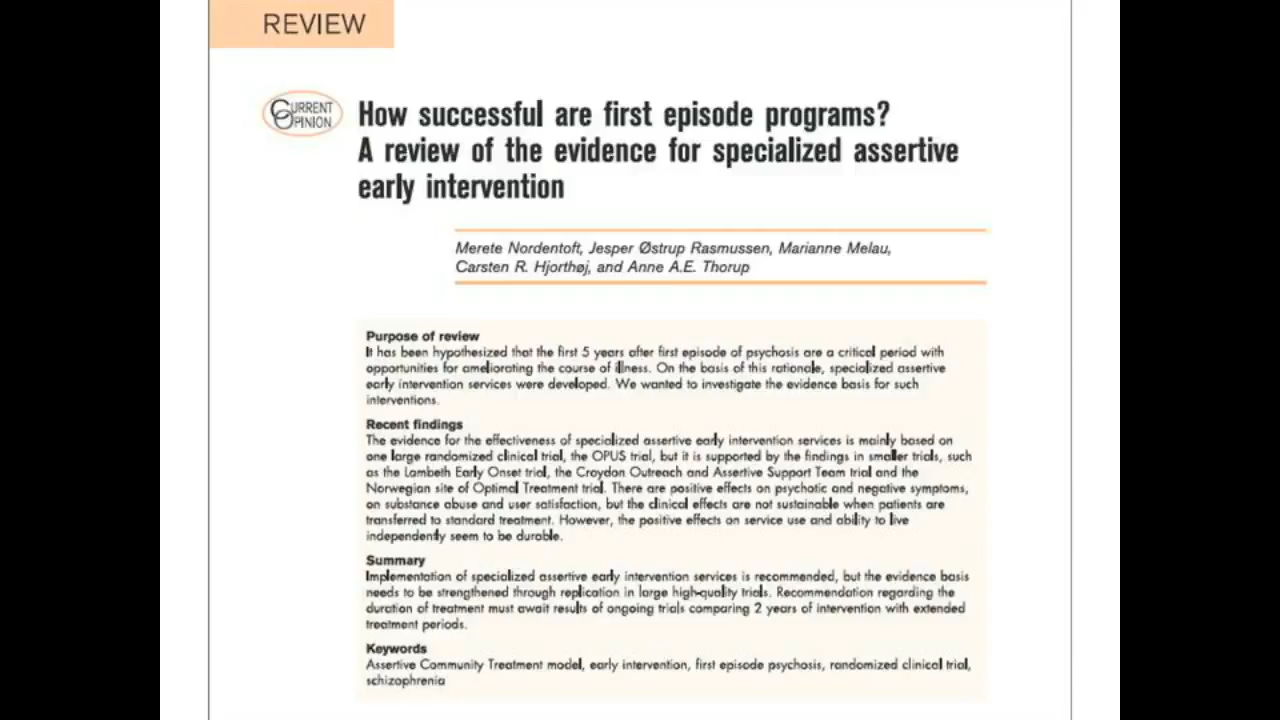 REVIEW
CURRENT
OPINION
How successful are first episode programs?
A review of the evidence for specialized assertive
early intervention
Merete Nordentoft, Jesper Østrup Rasmussen, Marianne Melau,
Carsten R. Hjorthøj, and Anne A.E. Thorup
Purpose of review
It has been hypothesized that the first 5 years after first episode of psychosis are a critical period with
opportunities for ameliorating the course of illness. On the basis of this rationale, specialized assertive
early intervention services were developed. We wanted to investigate the evidence basis for such
interventions.
Recent findings
The evidence for the effectiveness of specialized assertive early intervention services is mainly based on
one large randomized clinical trial, the OPUS trial, but it is supported by the findings in smaller trials, such
as the Lambeth Early Onset trial, the Croydon Outreach and Assertive Support Team trial and the
Norwegian site of Optimal Treatment trial. There are positive effects on psychotic and negative symptoms,
on substance abuse and user satisfaction, but the clinical effects are not sustainable when patients are
transferred to standard treatment. However, the positive effects on service use and ability to live
independently seem to be durable.
Summary
Implementation of specialized assertive early intervention services is recommended, but the evidence basis
needs to be strengthened through replication in large high-quality trials. Recommendation regarding the
duration of treatment must await results of ongoing trials comparing 2 years of intervention with extended
treatment periods.
Keywords
Assertive Community Treatment model, early intervention, first episode psychosis, randomized clinical trial,
schizophrenia